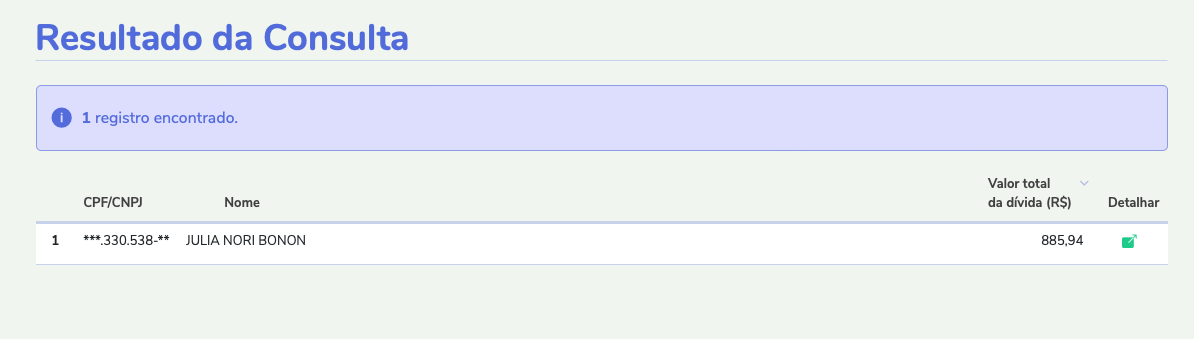 Resultado da Consulta
i 1 registro encontrado.
CPF/CNPJ Nome Valor total da dívida (R$) Detalhar
1 ***.330.538-** JULIA NORI BONON 885,94